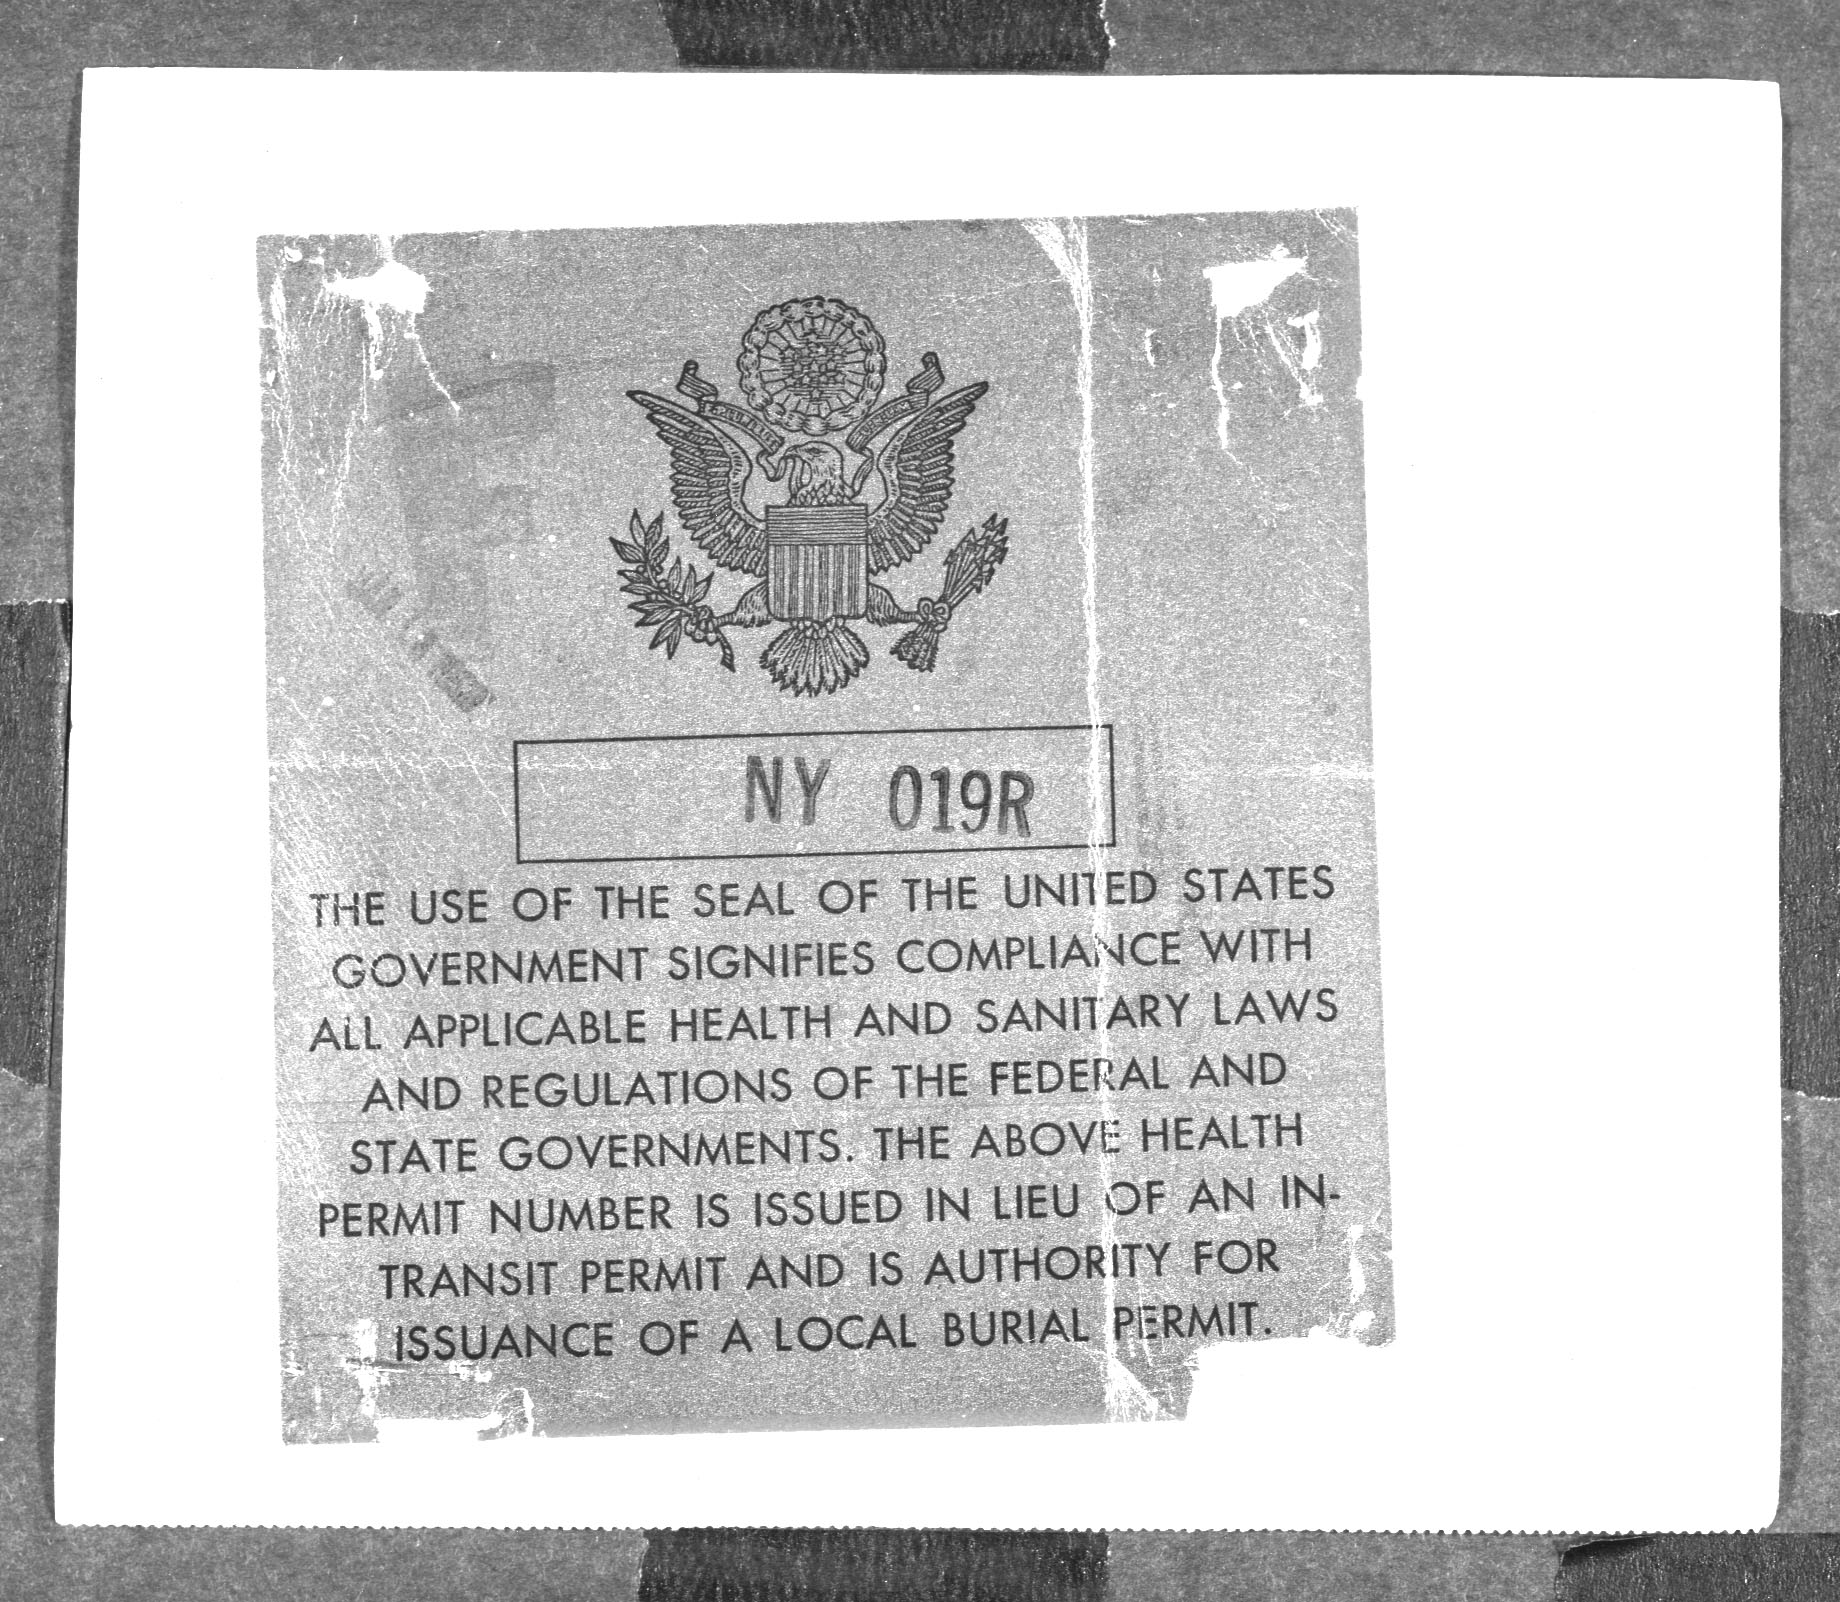 NY 019R
THE USE OF THE SEAL OF THE UNITED STATES
GOVERNMENT SIGNIFIES COMPLIANCE WITH
ALL APPLICABLE HEALTH AND SANITARY LAWS
AND REGULATIONS OF THE FEDERAL AND
STATE GOVERNMENTS. THE ABOVE HEALTH
PERMIT NUMBER IS ISSUED IN LIEU OF AN IN-
TRANSIT PERMIT AND IS AUTHORITY FOR
ISSUANCE OF A LOCAL BURIAL PERMIT.